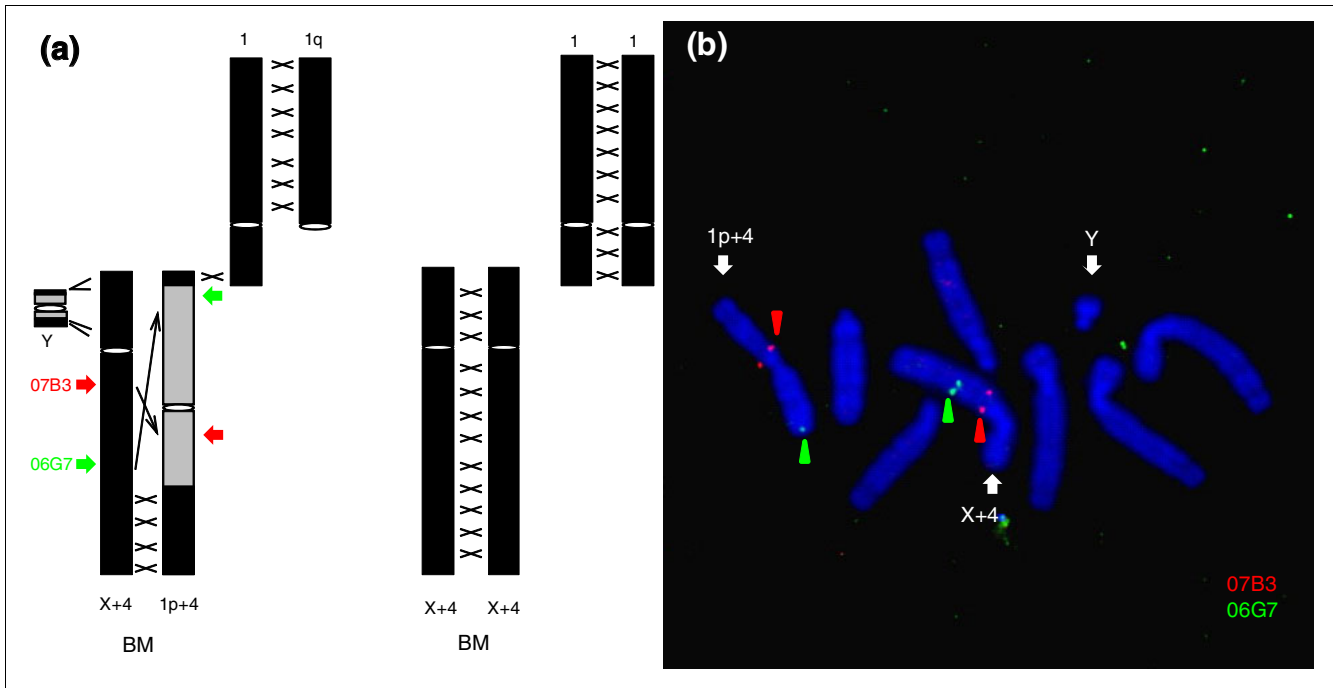 (a)
1 1q
1 1
Y
07B3
06G7
X+4 1p+4
BM
X+4 X+4
BM
(b)
1p+4
Y
X+4
07B3
06G7